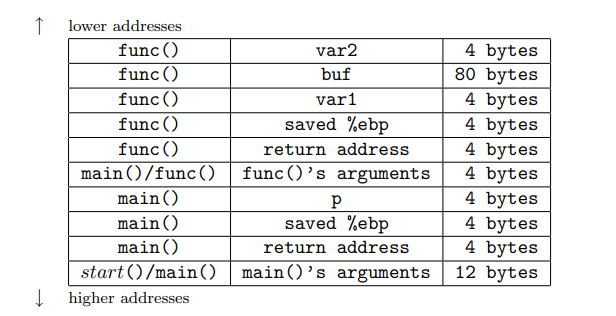 ↑ lower addresses
func() var2 4 bytes
func() buf 80 bytes
func() var1 4 bytes
func() saved %ebp 4 bytes
func() return address 4 bytes
main()/func() func()'s arguments 4 bytes
main() p 4 bytes
main() saved %ebp 4 bytes
main() return address 4 bytes
start()/main() main()'s arguments 12 bytes
↓ higher addresses